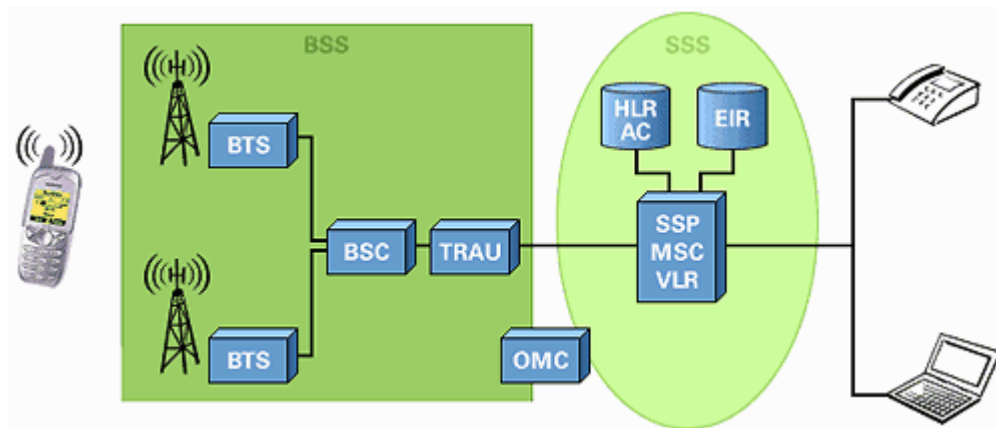 BSS
SSS
HLR
AC
EIR
BTS
SSP
MSC
VLR
BSC
TRAU
BTS
OMC